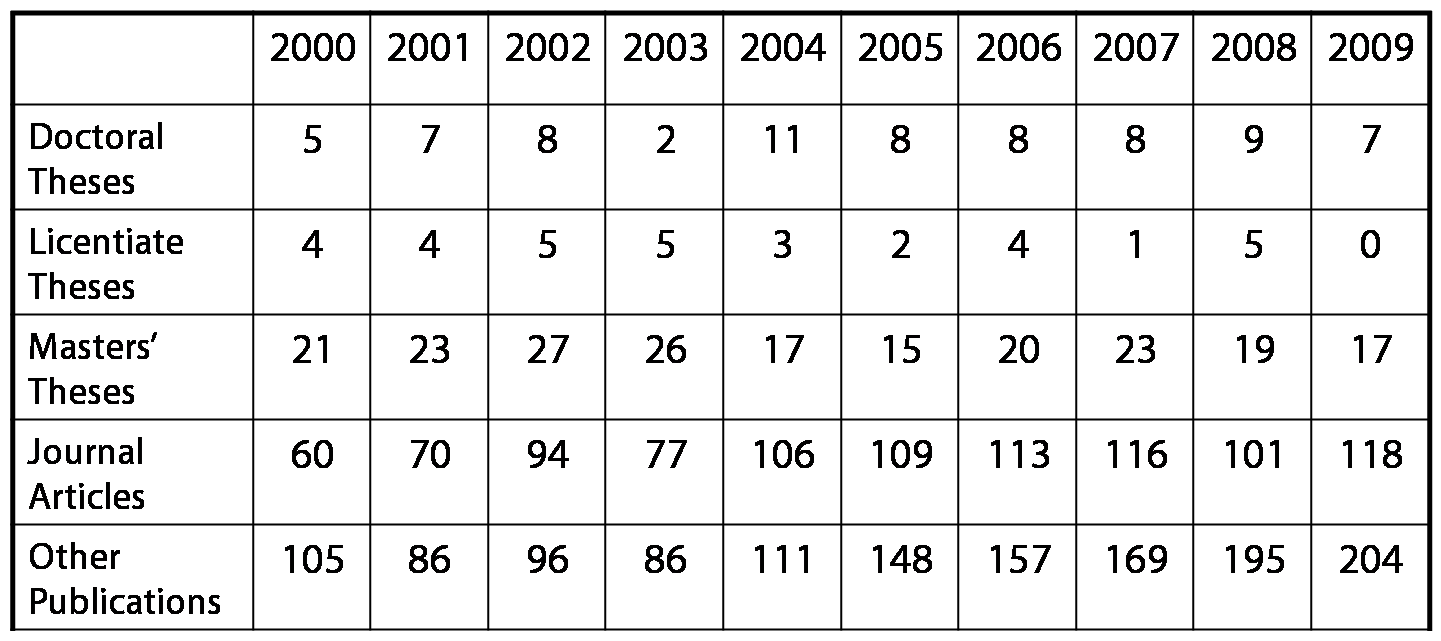 2000 2001 2002 2003 2004 2005 2006 2007 2008 2009
Doctoral
Theses
5 7 8 2 11 8 8 8 9 7
Licentiate
Theses
4 4 5 5 3 2 4 1 5 0
Masters’
Theses
21 23 27 26 17 15 20 23 19 17
Journal
Articles
60 70 94 77 106 109 113 116 101 118
Other
Publications
105 86 96 86 111 148 157 169 195 204